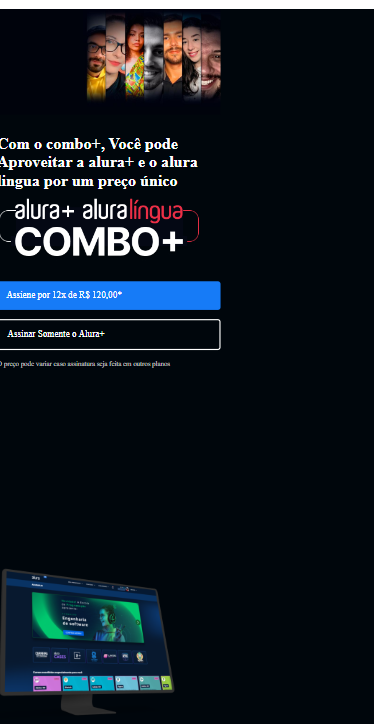 Com o combo+, Você pode
Aproveitar a alura+ e o alura
lingua por um preço único
alura+ aluralíngua
COMBO+
Assiene por 12x de R$ 120,00*
Assinar Somente o Alura+
O preço pode variar caso assinatura seja feita em outros planos
Engenharia
de software